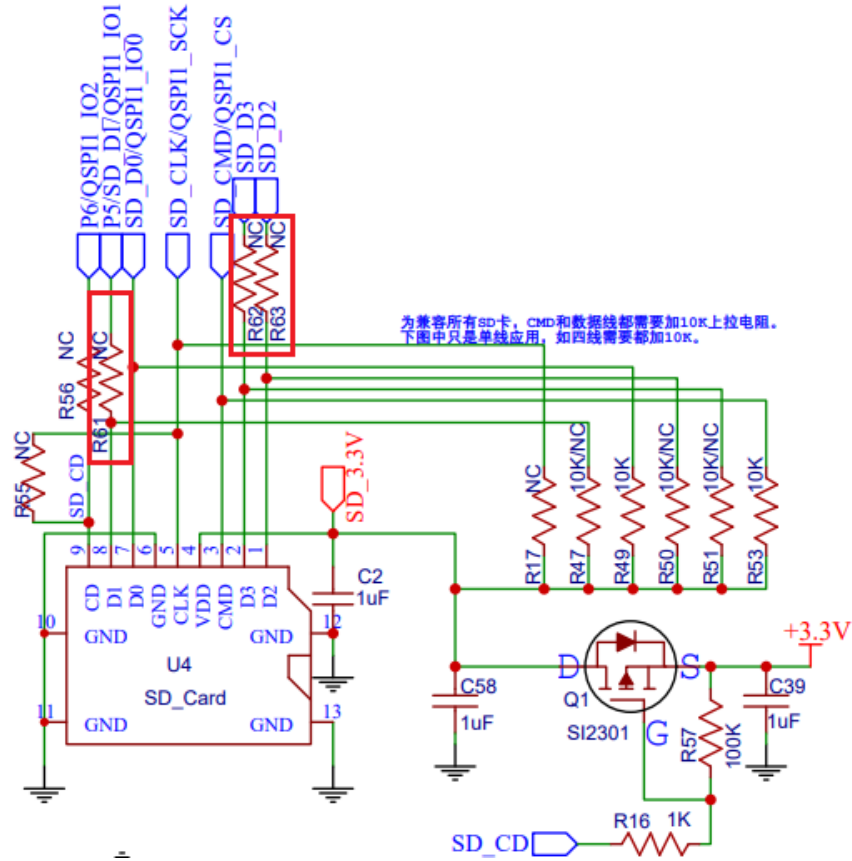 P6/QSPI1_IO2
P5/SD_D1/QSPI1_IO1
SD_D0/QSPI1_IO0
SD_CLK/QSPI1_SCK
SD_CMD/QSPI1_CS
SD_D3
SD_D2
NC
NC
R62
R63
为兼容所有SD卡，CMD和数据线都需要加10K上拉电阻。
下图中只是单线应用，如四线需要都加10K。
NC
R56
NC
R61
NC
R55
SD_CD
SD_3.3V
NC
10K/NC
10K
10K/NC
10K/NC
10K
R17
R47
R49
R50
R51
R53
9
8
7
6
5
4
3
2
1
CD
D1
D0
GND
CLK
VDD
CMD
D3
D2
C2
1uF
10
GND
12
GND
U4
SD_Card
11
GND
13
GND
+3.3V
D
S
G
Q1
SI2301
C58
1uF
C39
1uF
R57
100K
R16
1K
SD_CD